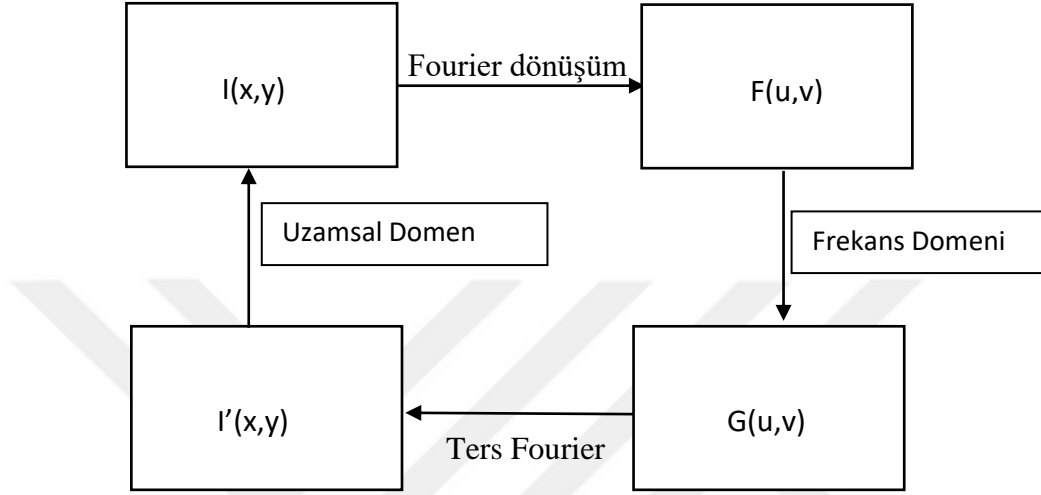 Fourier dönüşüm
I(x,y)
F(u,v)
Uzamsal Domen
Frekans Domeni
I’(x,y)
G(u,v)
Ters Fourier